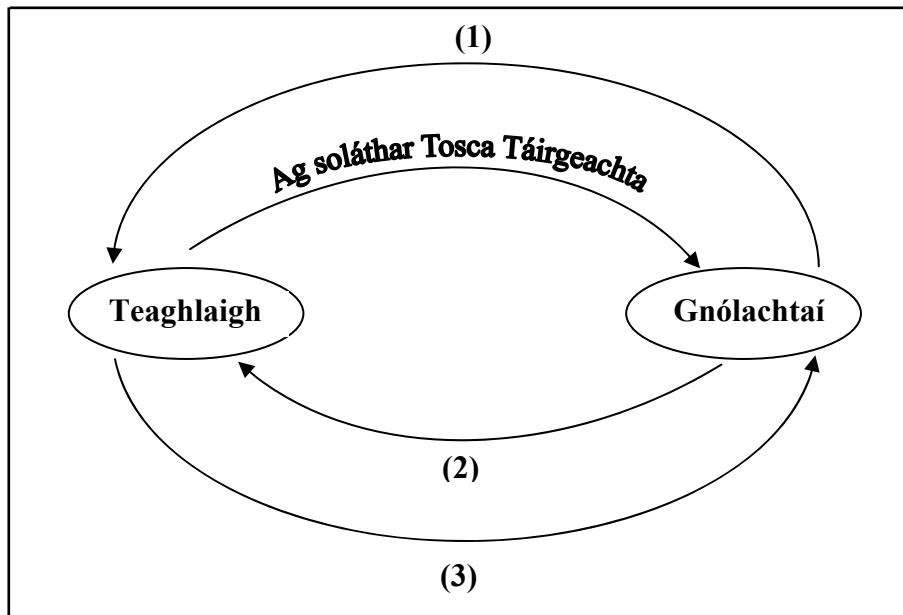 (1)
Ag soláthar Tosca Táirgeachta
Teaghlaigh
Gnólachtaí
(2)
(3)